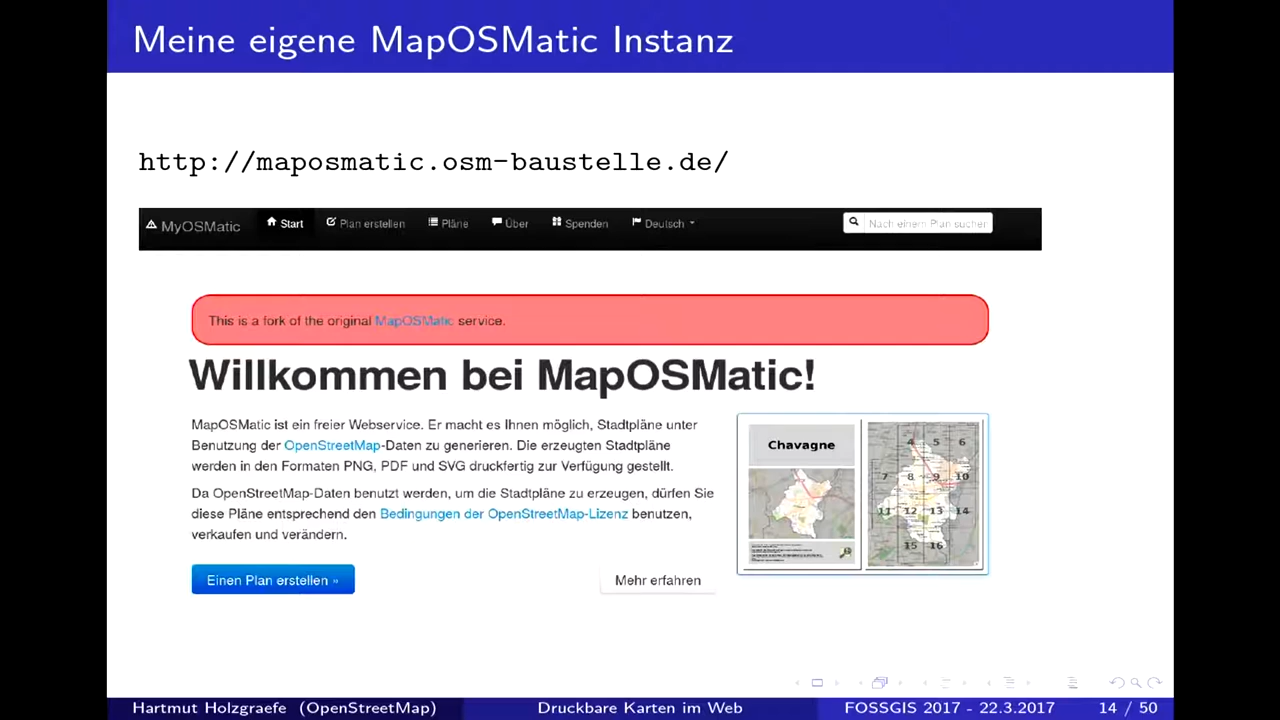 Meine eigene MapOSMatic Instanz
http://maposmatic.osm-baustelle.de/
MyOSMatic Start Plan erstellen Pläne Über Spenden Deutsch Nach einem Plan suchen
This is a fork of the original MapOSMatic service.
Willkommen bei MapOSMatic!
MapOSMatic ist ein freier Webservice. Er macht es Ihnen möglich, Stadtpläne unter
Benutzung der OpenStreetMap-Daten zu generieren. Die erzeugten Stadtpläne
werden in den Formaten PNG, PDF und SVG druckfertig zur Verfügung gestellt.
Da OpenStreetMap-Daten benutzt werden, um die Stadtpläne zu erzeugen, dürfen Sie
diese Pläne entsprechend den Bedingungen der OpenStreetMap-Lizenz benutzen,
verkaufen und verändern.
Einen Plan erstellen » Mehr erfahren
Chavagne
4 5 6
7 8 9 10
11 12 13 14
15 16
Hartmut Holzgraefe (OpenStreetMap) Druckbare Karten im Web FOSSGIS 2017 - 22.3.2017 14 / 50